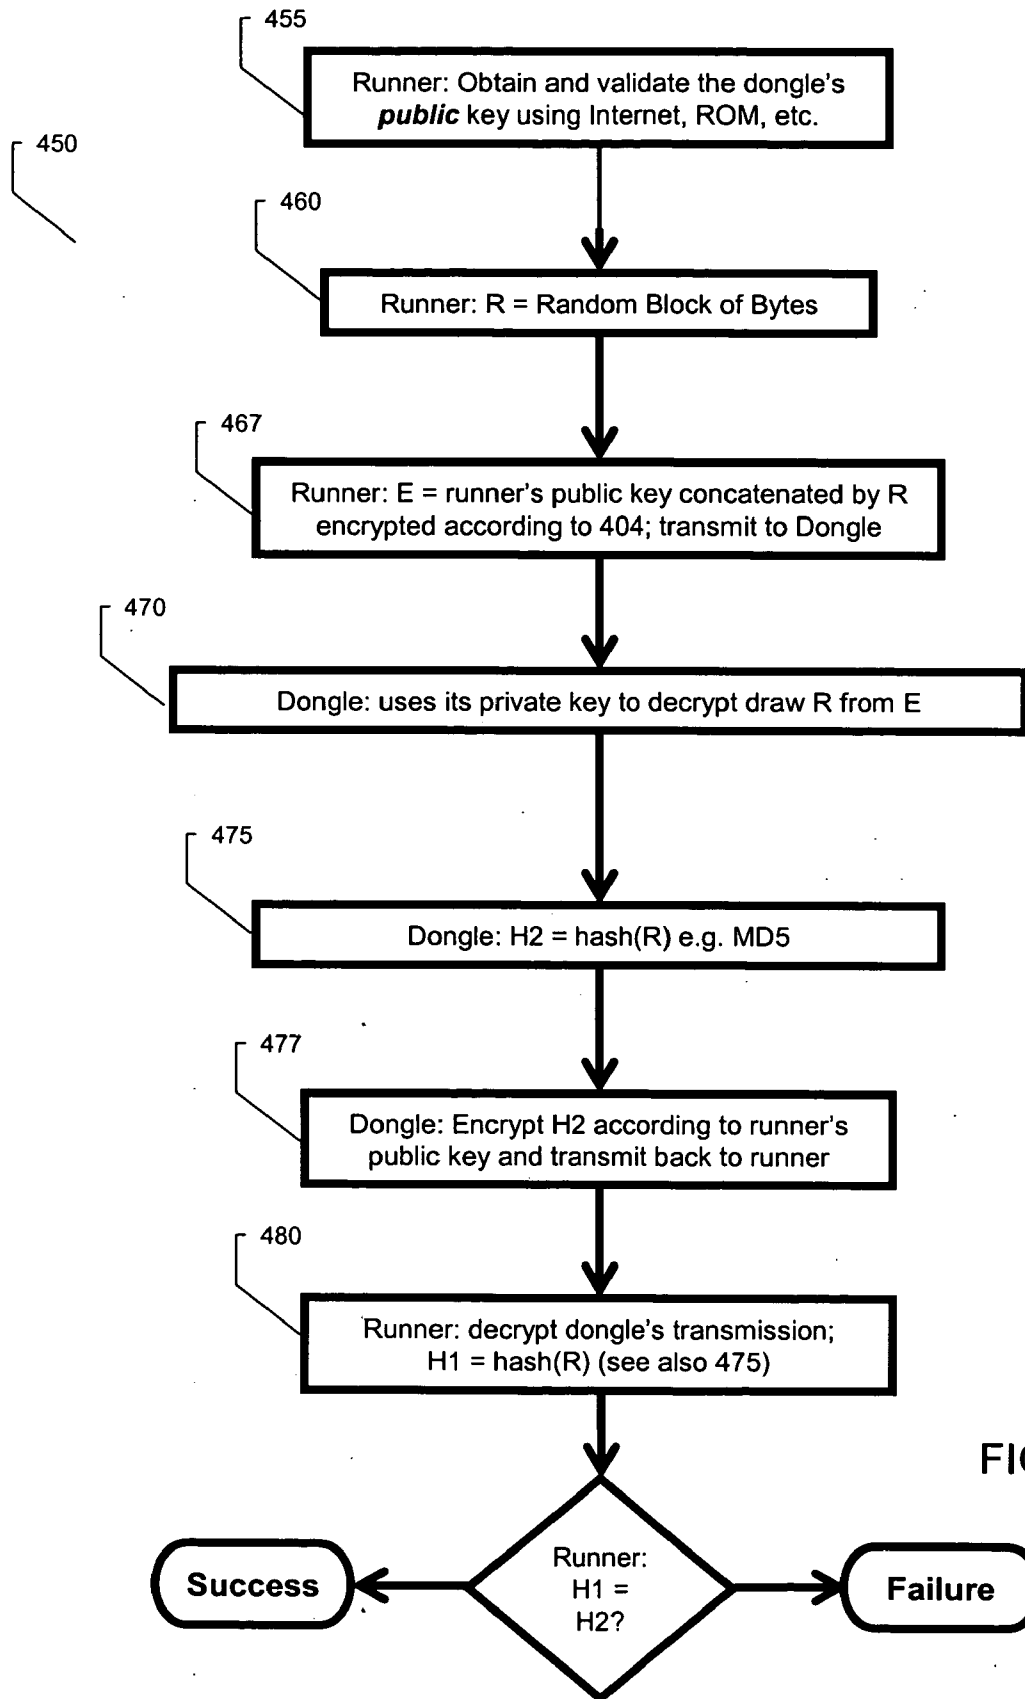 455
Runner: Obtain and validate the dongle's
public key using Internet, ROM, etc.
450
460
Runner: R = Random Block of Bytes
467
Runner: E = runner's public key concatenated by R
encrypted according to 404; transmit to Dongle
470
Dongle: uses its private key to decrypt draw R from E
475
Dongle: H2 = hash(R) e.g. MD5
477
Dongle: Encrypt H2 according to runner's
public key and transmit back to runner
480
Runner: decrypt dongle's transmission;
H1 = hash(R) (see also 475)
Runner:
H1 =
H2?
Success
Failure